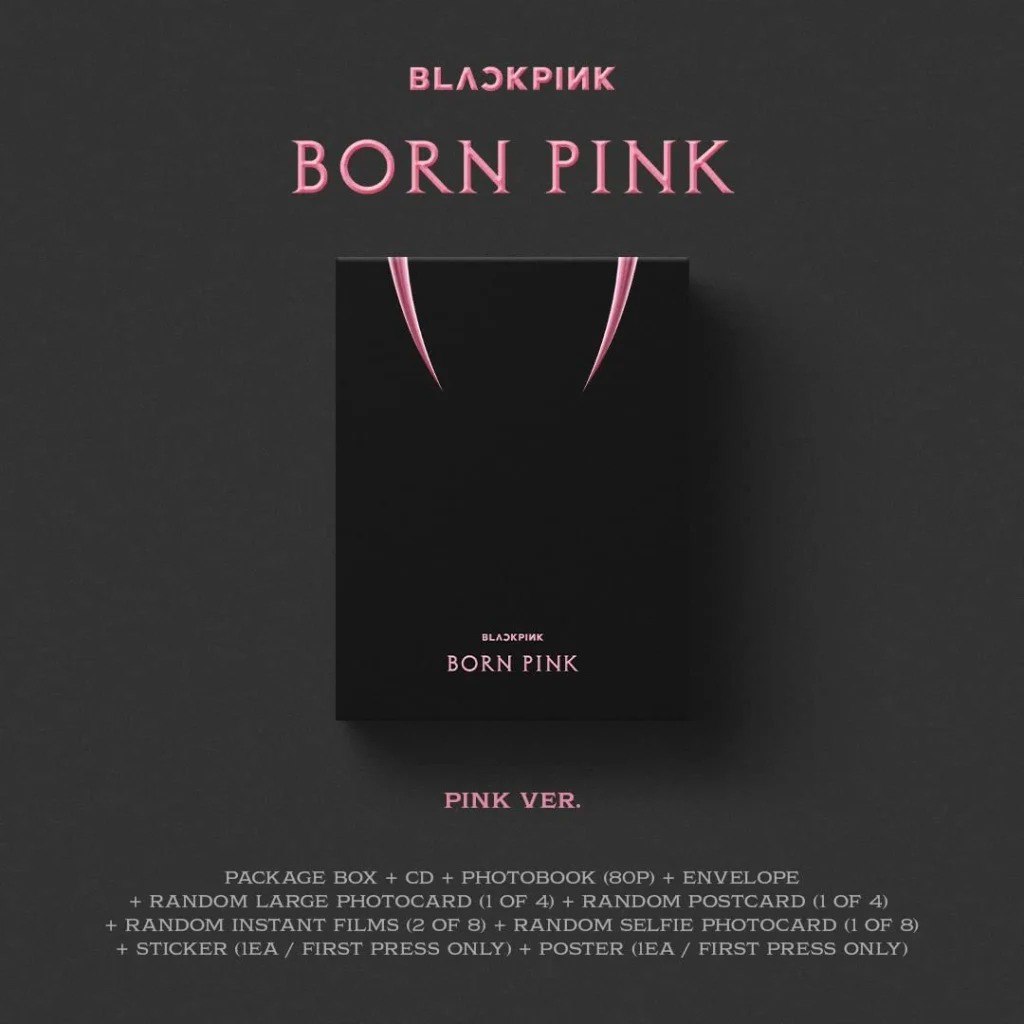 BLACKPINK
BORN PINK
BLACKPINK
BORN PINK
PINK VER.
PACKAGE BOX + CD + PHOTOBOOK (80P) + ENVELOPE
+ RANDOM LARGE PHOTOCARD (1 OF 4) + RANDOM POSTCARD (1 OF 4)
+ RANDOM INSTANT FILMS (2 OF 8) + RANDOM SELFIE PHOTOCARD (1 OF 8)
+ STICKER (1EA / FIRST PRESS ONLY) + POSTER (1EA / FIRST PRESS ONLY)